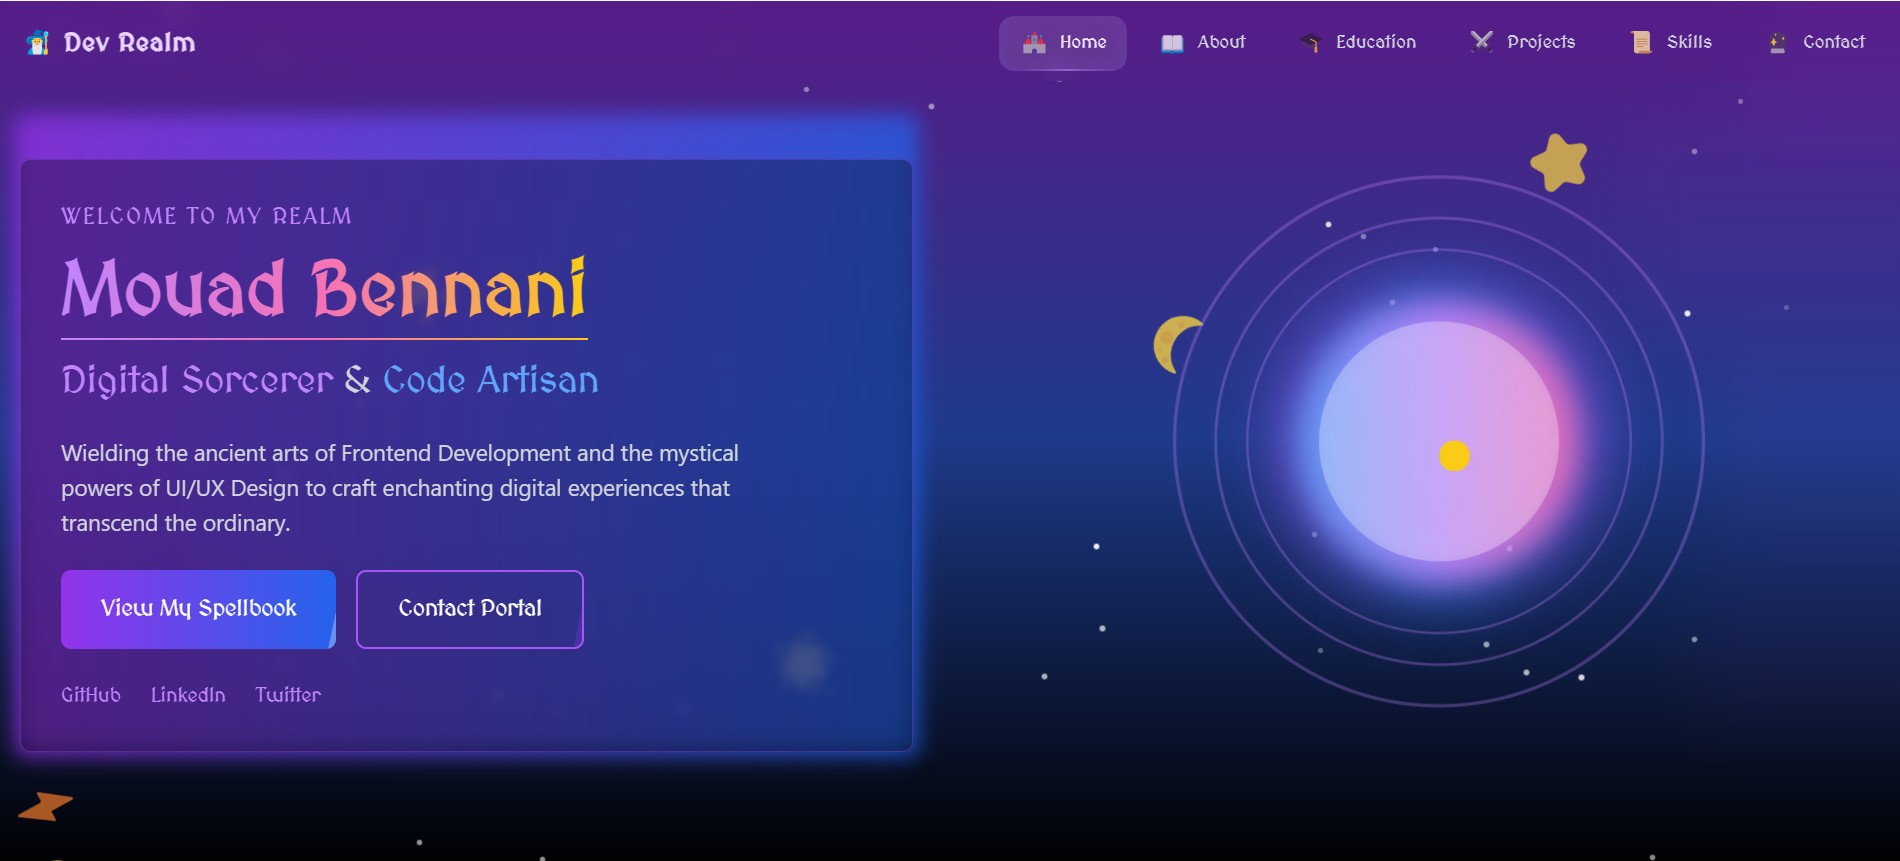 Dev Realm
Home
About
Education
Projects
Skills
Contact
WELCOME TO MY REALM
Mouad Bennani
Digital Sorcerer & Code Artisan
Wielding the ancient arts of Frontend Development and the mystical
powers of UI/UX Design to craft enchanting digital experiences that
transcend the ordinary.
View My Spellbook
Contact Portal
GitHub
LinkedIn
Twitter